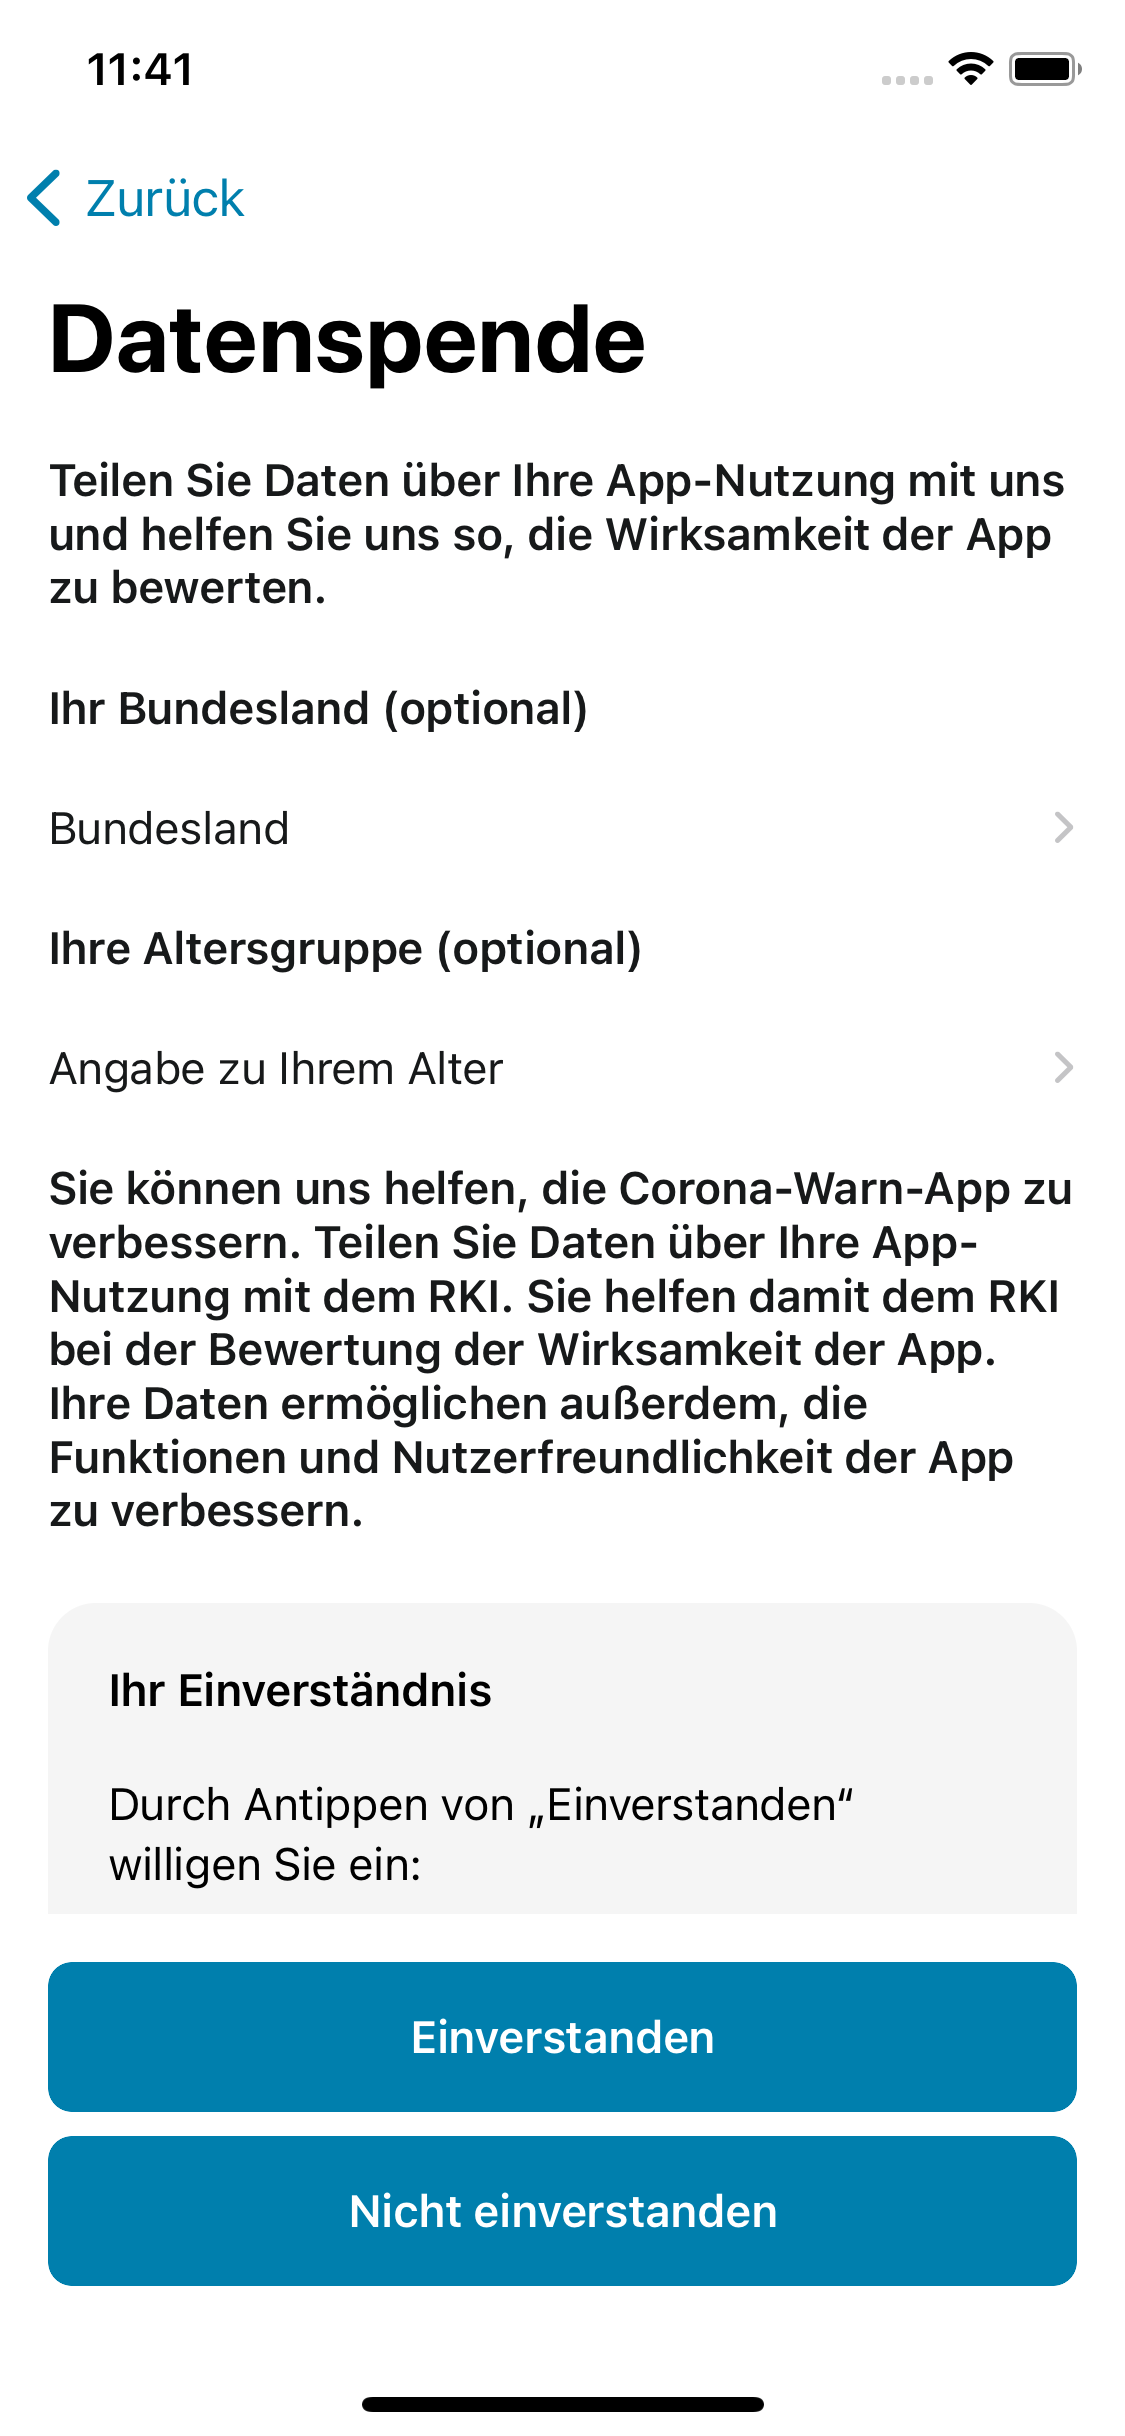 11:41
Zurück
Datenspende
Teilen Sie Daten über Ihre App-Nutzung mit uns
und helfen Sie uns so, die Wirksamkeit der App
zu bewerten.
Ihr Bundesland (optional)
Bundesland
Ihre Altersgruppe (optional)
Angabe zu Ihrem Alter
Sie können uns helfen, die Corona-Warn-App zu
verbessern. Teilen Sie Daten über Ihre App-
Nutzung mit dem RKI. Sie helfen damit dem RKI
bei der Bewertung der Wirksamkeit der App.
Ihre Daten ermöglichen außerdem, die
Funktionen und Nutzerfreundlichkeit der App
zu verbessern.
Ihr Einverständnis
Durch Antippen von „Einverstanden“
willigen Sie ein:
Einverstanden
Nicht einverstanden